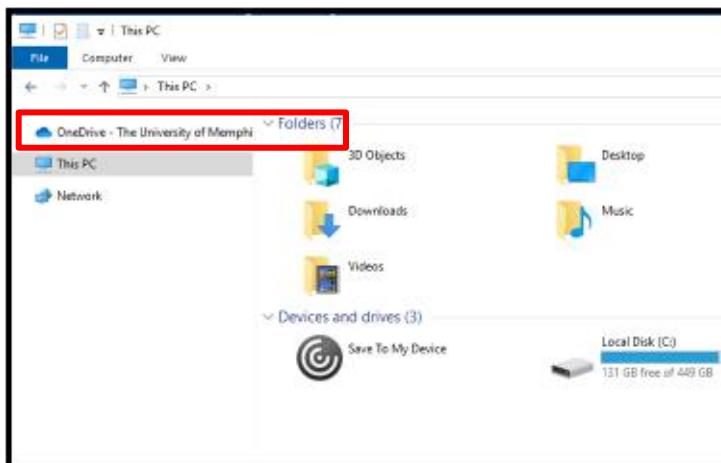 This PC
File Computer View
This PC
OneDrive - The University of Memphi
This PC
Network
Folders (7
3D Objects
Desktop
Downloads
Music
Videos
Devices and drives (3)
Save To My Device
Local Disk (C:)
131 GB free of 449 GB